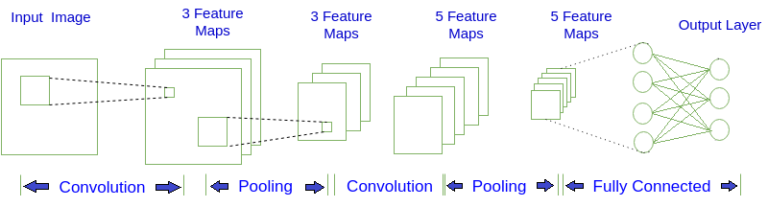 Input Image
3 Feature
Maps
3 Feature
Maps
5 Feature
Maps
5 Feature
Maps
Output Layer
Convolution
Pooling
Convolution
Pooling
Fully Connected